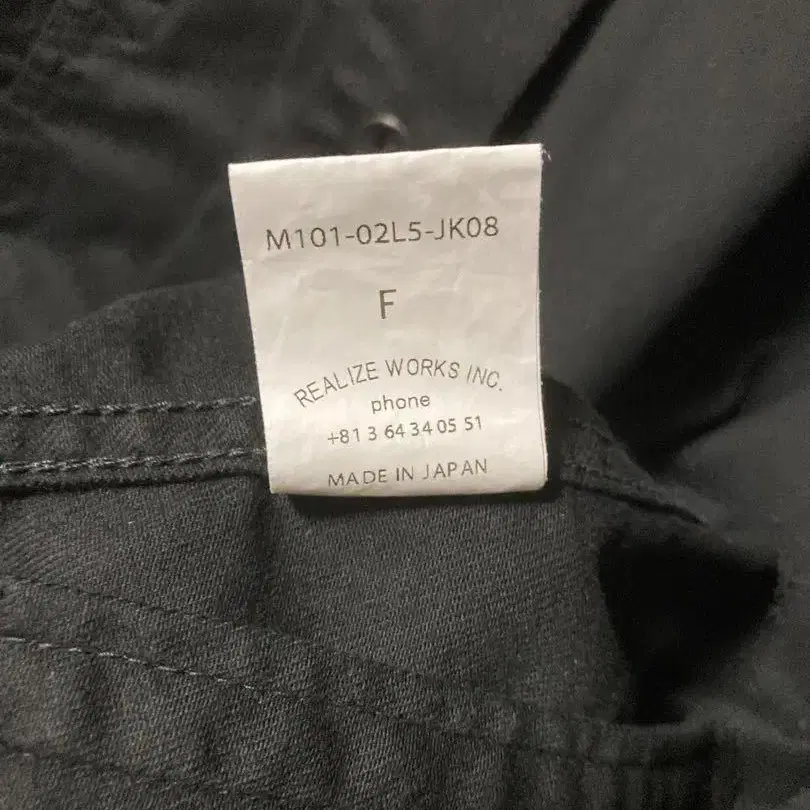 M101-02L5-JK08
F
REALIZE WORKS INC.
phone
+81 3 64 34 05 51
MADE IN JAPAN